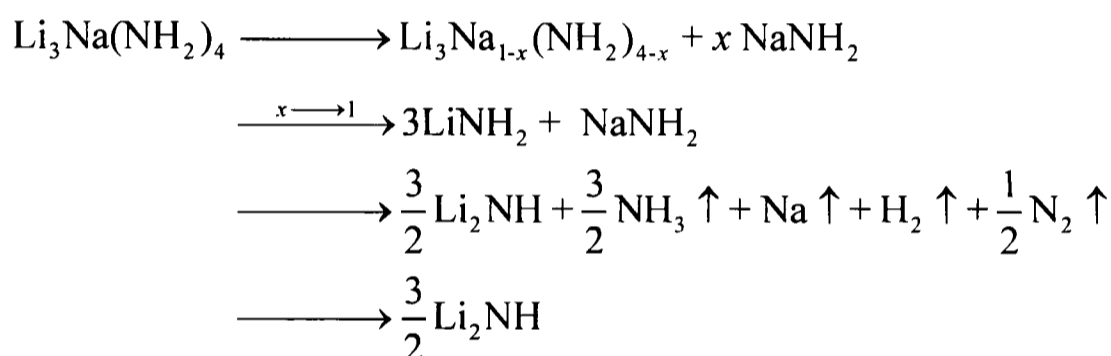 Li₃Na(NH₂)₄ ⟶ Li₃Na₁₋ₓ(NH₂)₄₋ₓ + x NaNH₂
x⟶1 ⟶ 3LiNH₂ + NaNH₂
⟶ 3/2 Li₂NH + 3/2 NH₃ ↑ + Na ↑ + H₂ ↑ + 1/2 N₂ ↑
⟶ 3/2 Li₂NH